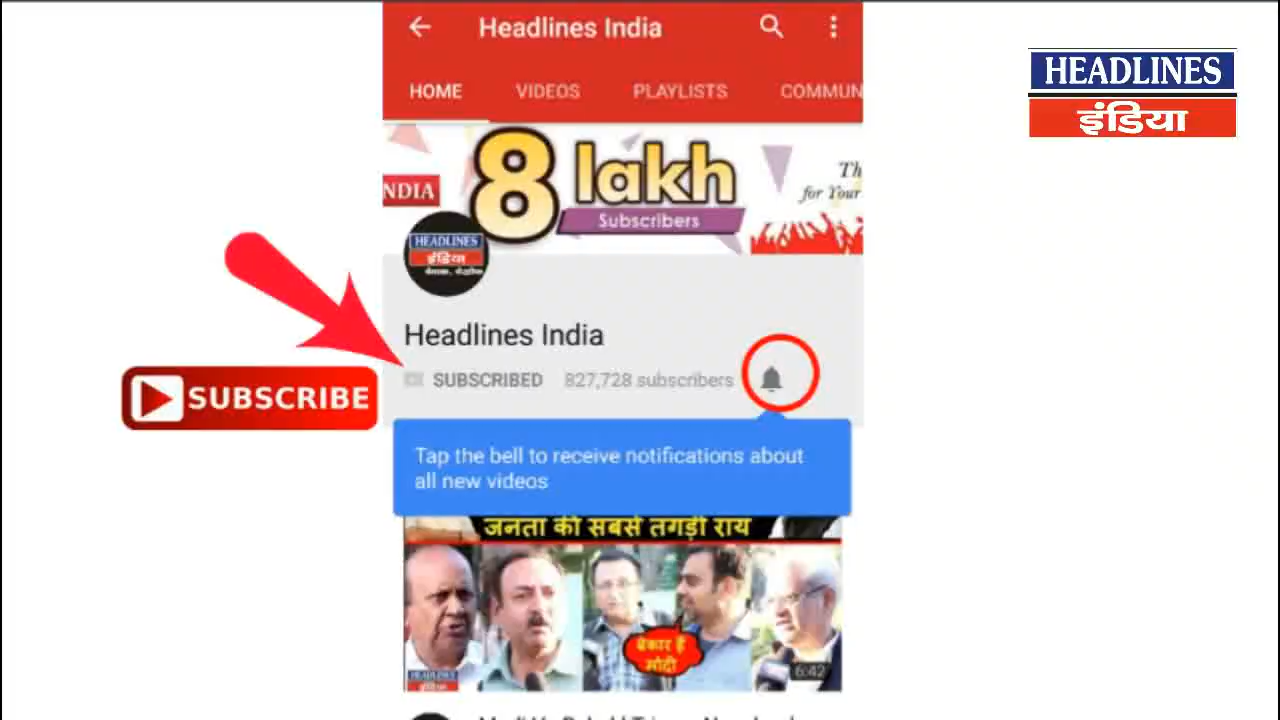 Headlines India
HOME VIDEOS PLAYLISTS COMMUN
HEADLINES
इंडिया
8 lakh
Subscribers
NDIA
Th
for Your
HEADLINES
इंडिया
Headlines India
SUBSCRIBED 827,728 subscribers
SUBSCRIBE
Tap the bell to receive notifications about
all new videos
जनता की सबसे तगड़ी राय
बेकार हैं
मोदी
6:42
HEADLINES
इंडिया